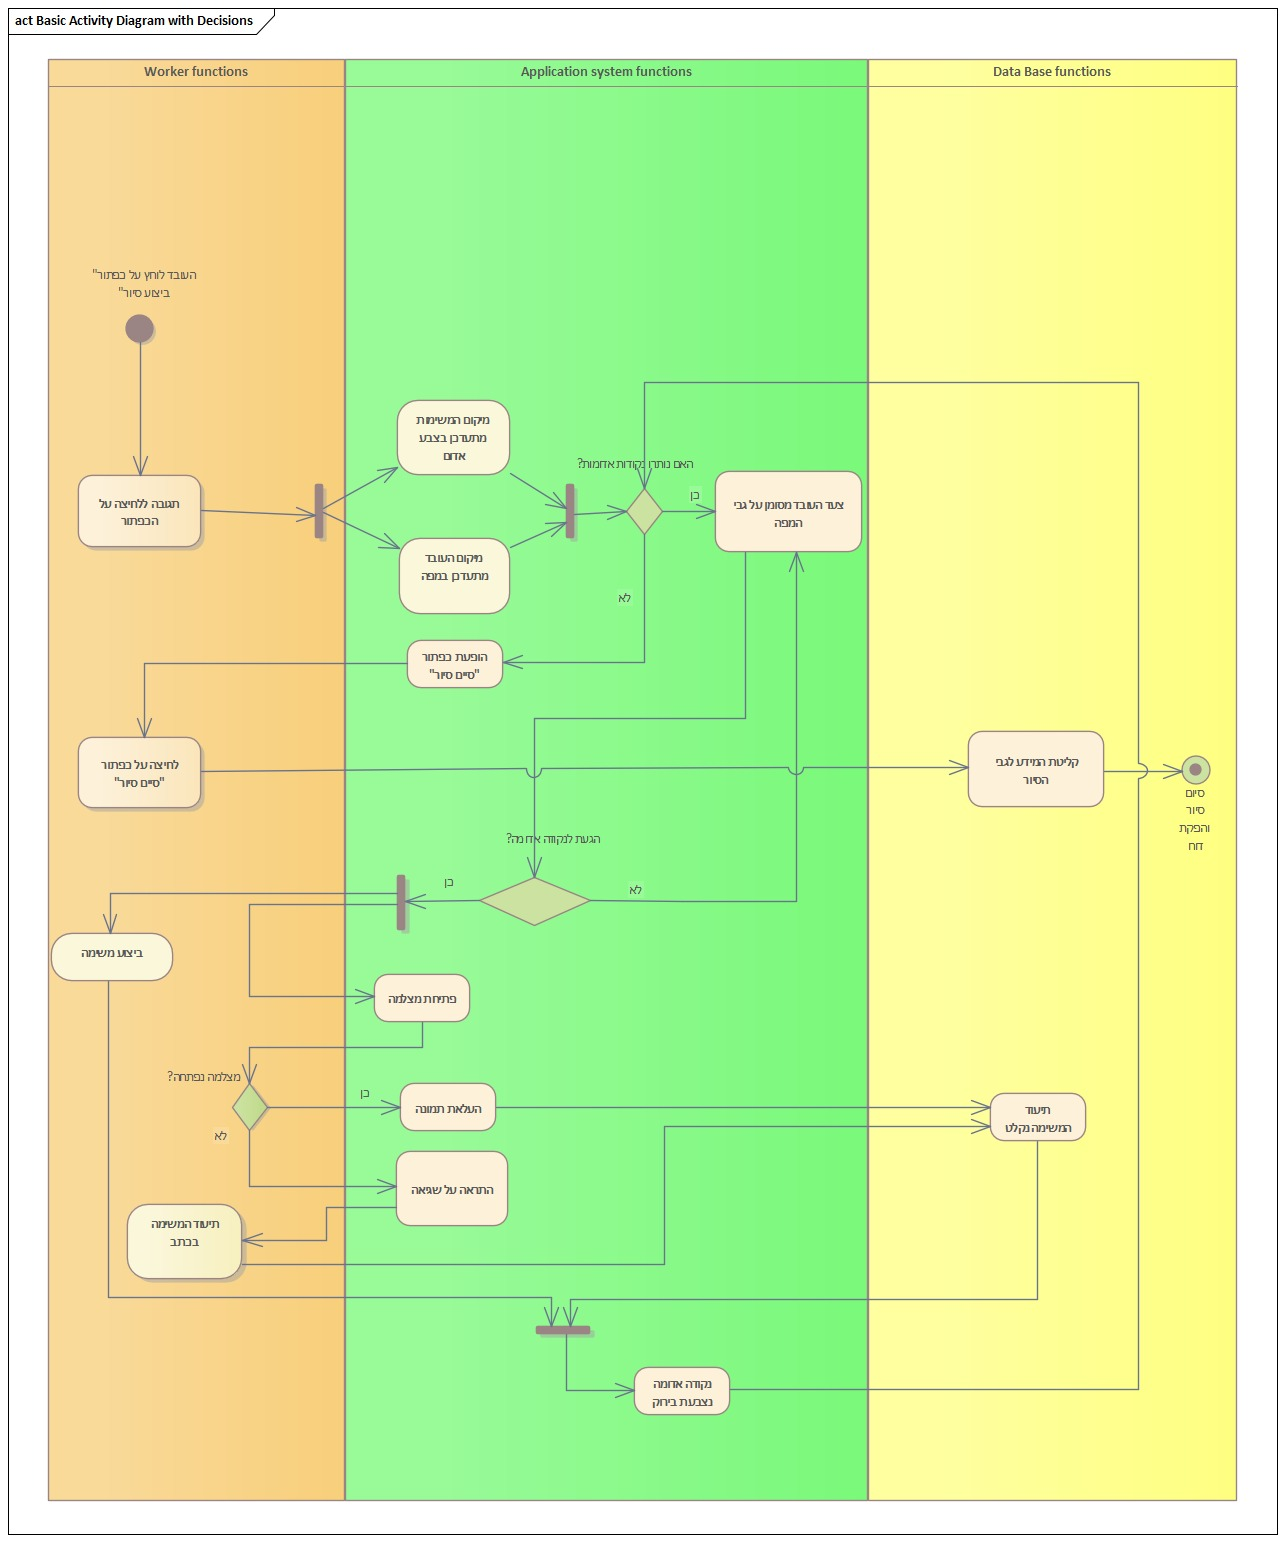 act Basic Activity Diagram with Decisions
Worker functions
Application system functions
Data Base functions
העובד לוחץ על כפתור"
ביצוע סיור"
תגובה ללחיצה על
הכפתור
מיקום המשימות
מתעדכן בצבע
אדום
מיקום העובד
מתעדכן במפה
האם נותרו נקודות אדומות?
כן
לא
צעד העובד מסומן על גבי
המפה
הופעת כפתור
"סיים סיור"
לחיצה על כפתור
"סיים סיור"
קליטת המידע לגבי
הסיור
סיום
סיור
והפקת
דוח
הגעת לנקודה אדומה?
כן
לא
ביצוע משימה
פתיחת מצלמה
מצלמה נפתחה?
כן
לא
העלאת תמונה
תיעוד
המשימה נקלט
התראה על שגיאה
תיעוד המשימה
בכתב
נקודה אדומה
נצבעת בירוק